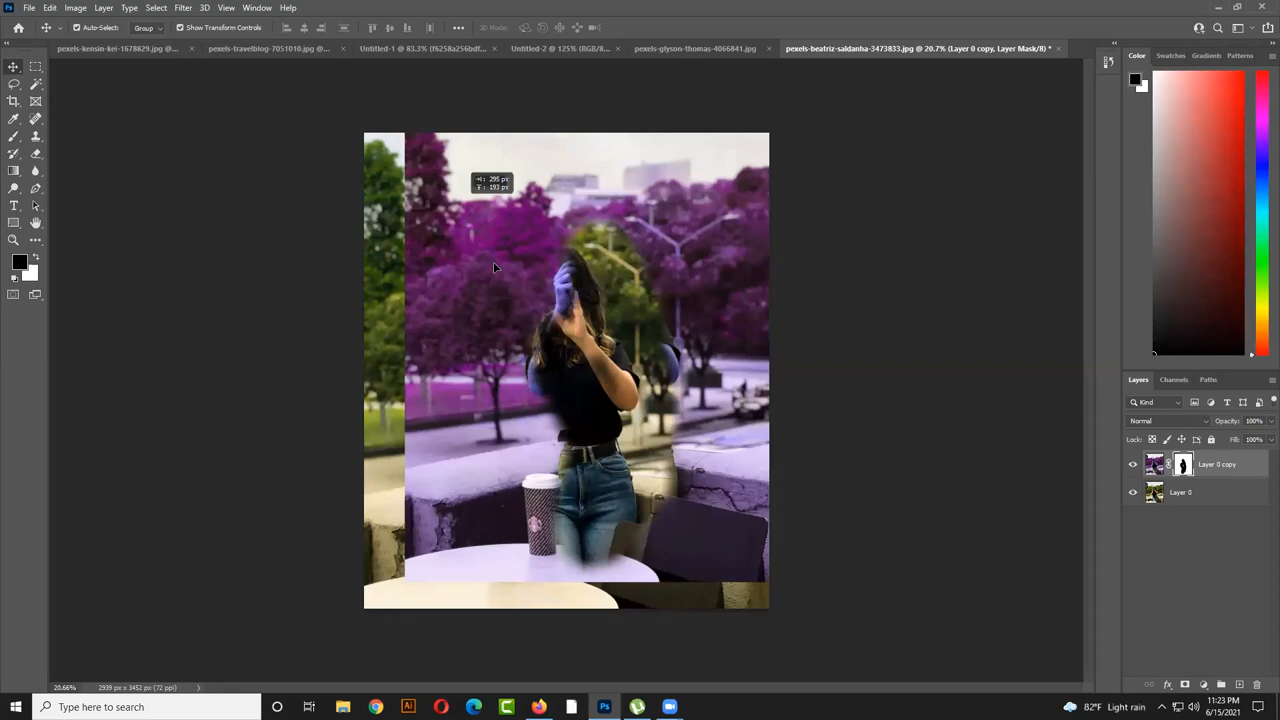 Ps File Edit Image Layer Type Select Filter 3D View Window Help
Auto-Select: Group Show Transform Controls 3D Mode:
pexels-kensin-kei-1678829.jpg @... × pexels-travelblog-7051010.jpg @... × Untitled-1 @ 83.3% (f6258a256bdf... × Untitled-2 @ 125% (RGB/8... × pexels-glyson-thomas-4066841.jpg × pexels-beatriz-saldanha-3473833.jpg @ 20.7% (Layer 0 copy, Layer Mask/8) * ×
Color Swatches Gradients Patterns
295 px
193 px
Layers Channels Paths
Kind
Normal Opacity: 100%
Lock: Fill: 100%
Layer 0 copy
Layer 0
20.66% 2939 px x 3452 px (72 ppi)
Type here to search
Ai Ps
82°F Light rain
11:23 PM
6/15/2021